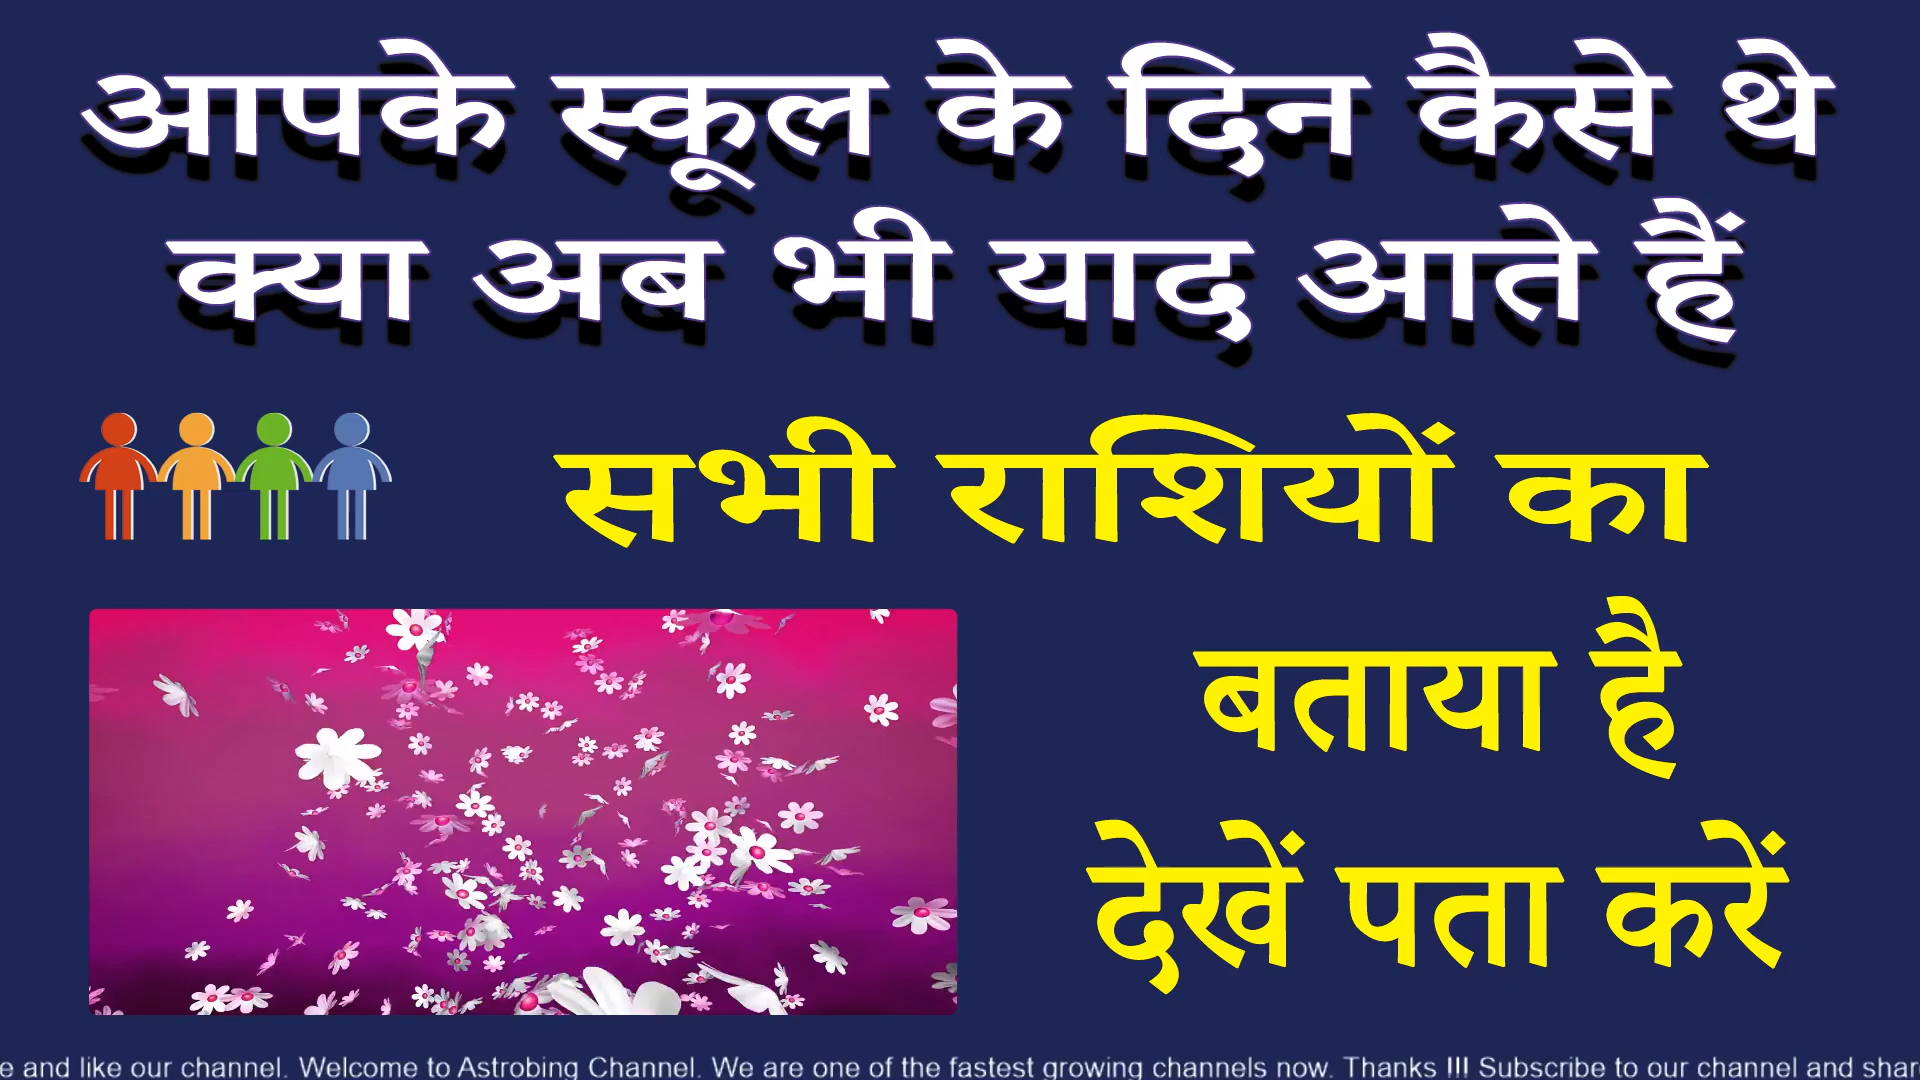 आपके स्कूल के दिन कैसे थे
क्या अब भी याद आते हैं
सभी राशियों का
बताया है
देखें पता करें
e and like our channel. Welcome to Astrobing Channel. We are one of the fastest growing channels now. Thanks !!! Subscribe to our channel and shar